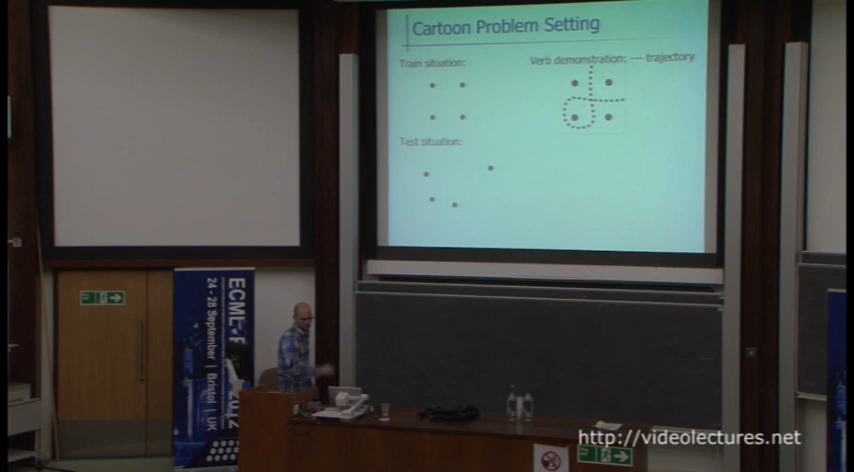 Cartoon Problem Setting
Train situation:
Verb demonstration: --- trajectory
Test situation:
ECML-P
2012
24 - 28 September | Bristol | UK
http://videolectures.net